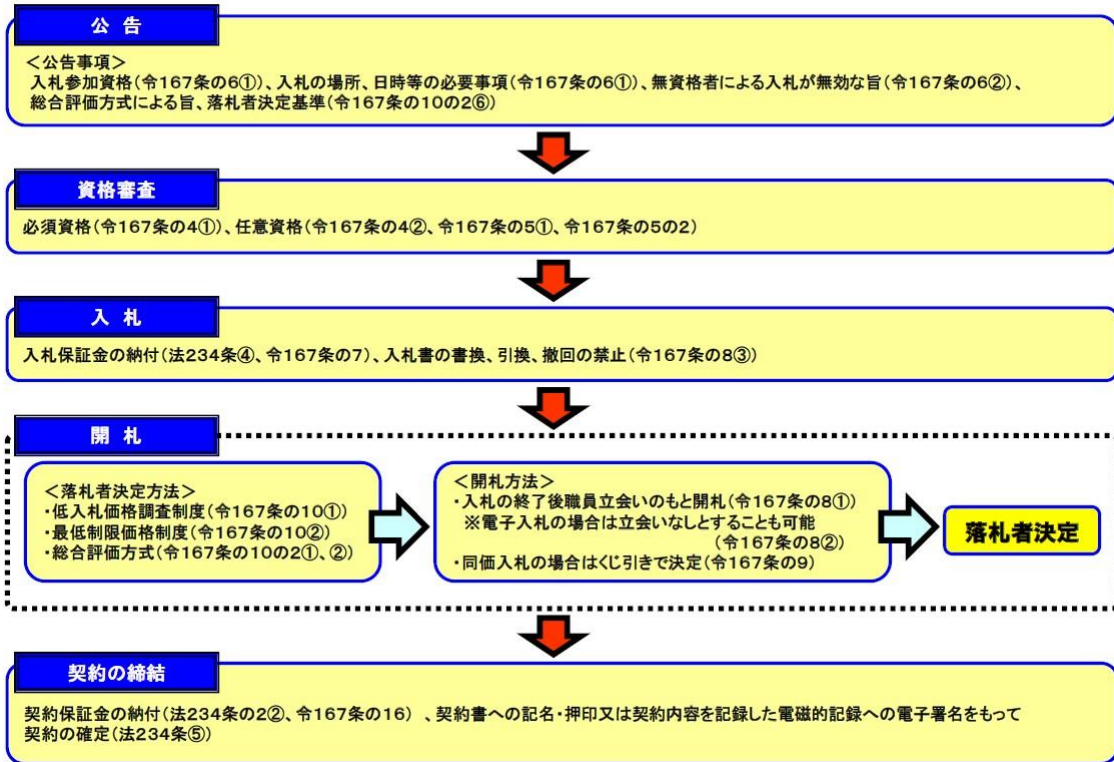 公 告
＜公告事項＞
入札参加資格(令167条の6①)、入札の場所、日時等の必要事項(令167条の6①)、無資格者による入札が無効な旨(令167条の6②)、
総合評価方式による旨、落札者決定基準(令167条の10の2⑥)
資格審査
必須資格(令167条の4①)、任意資格(令167条の4②、令167条の5①、令167条の5の2)
入 札
入札保証金の納付(法234条④、令167条の7)、入札書の書換、引換、撤回の禁止(令167条の8③)
開 札
＜落札者決定方法＞
・低入札価格調査制度(令167条の10①)
・最低制限価格制度(令167条の10②)
・総合評価方式(令167条の10の2①、②)
＜開札方法＞
・入札の終了後職員立会いのもと開札(令167条の8①)
※電子入札の場合は立会いなしとすることも可能
(令167条の8②)
・同価入札の場合はくじ引きで決定(令167条の9)
落札者決定
契約の締結
契約保証金の納付(法234条の2②、令167条の16) 、契約書への記名・押印又は契約内容を記録した電磁的記録への電子署名をもって
契約の確定(法234条⑤)